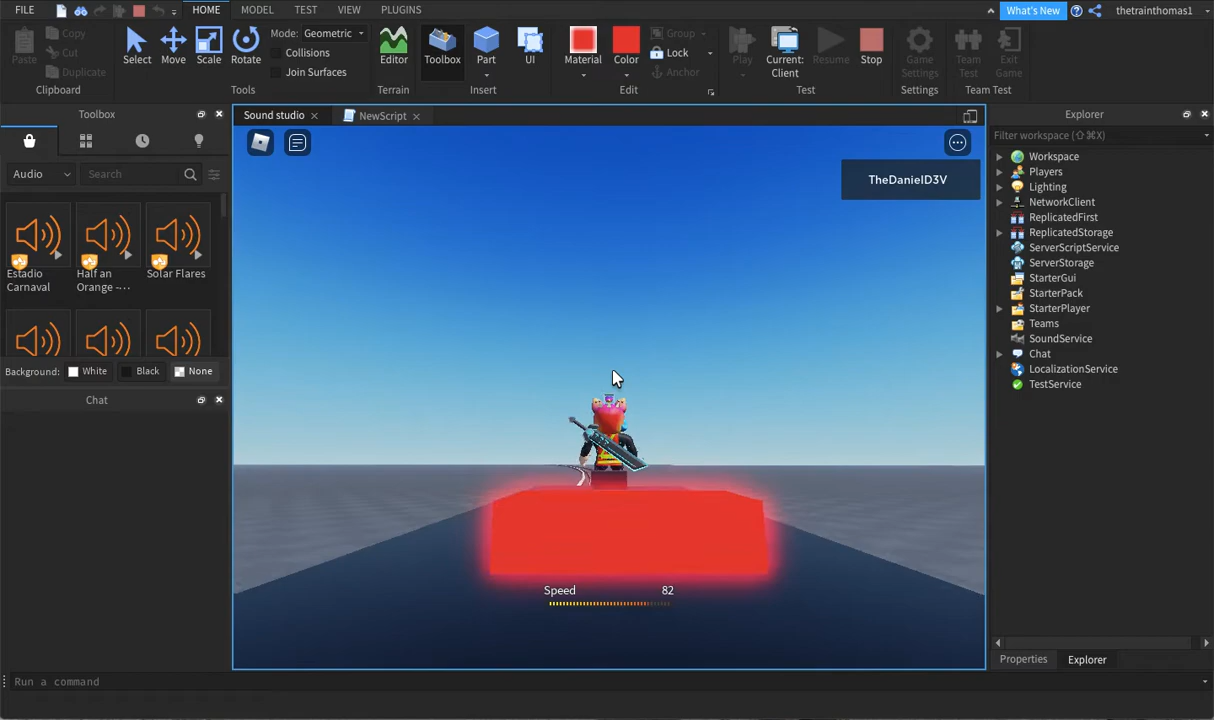 FILE HOME MODEL TEST VIEW PLUGINS What's New thetrainthomas1
Paste Copy Cut Duplicate
Clipboard
Select Move Scale Rotate
Mode: Geometric
Collisions
Join Surfaces
Tools
Editor
Terrain
Toolbox Part UI
Insert
Material Color Group Lock Anchor
Edit
Play Current: Client Resume Stop
Test
Game Settings
Settings
Team Test Exit Game
Team Test
Toolbox
Audio Search
Estadio Carnaval
Half an Orange -·...
Solar Flares
Background: White Black None
Chat
Sound studio NewScript
TheDanielD3V
Speed 82
Explorer
Filter workspace (⇧⌘X)
Workspace
Players
Lighting
NetworkClient
ReplicatedFirst
ReplicatedStorage
ServerScriptService
ServerStorage
StarterGui
StarterPack
StarterPlayer
Teams
SoundService
Chat
LocalizationService
TestService
Properties Explorer
Run a command